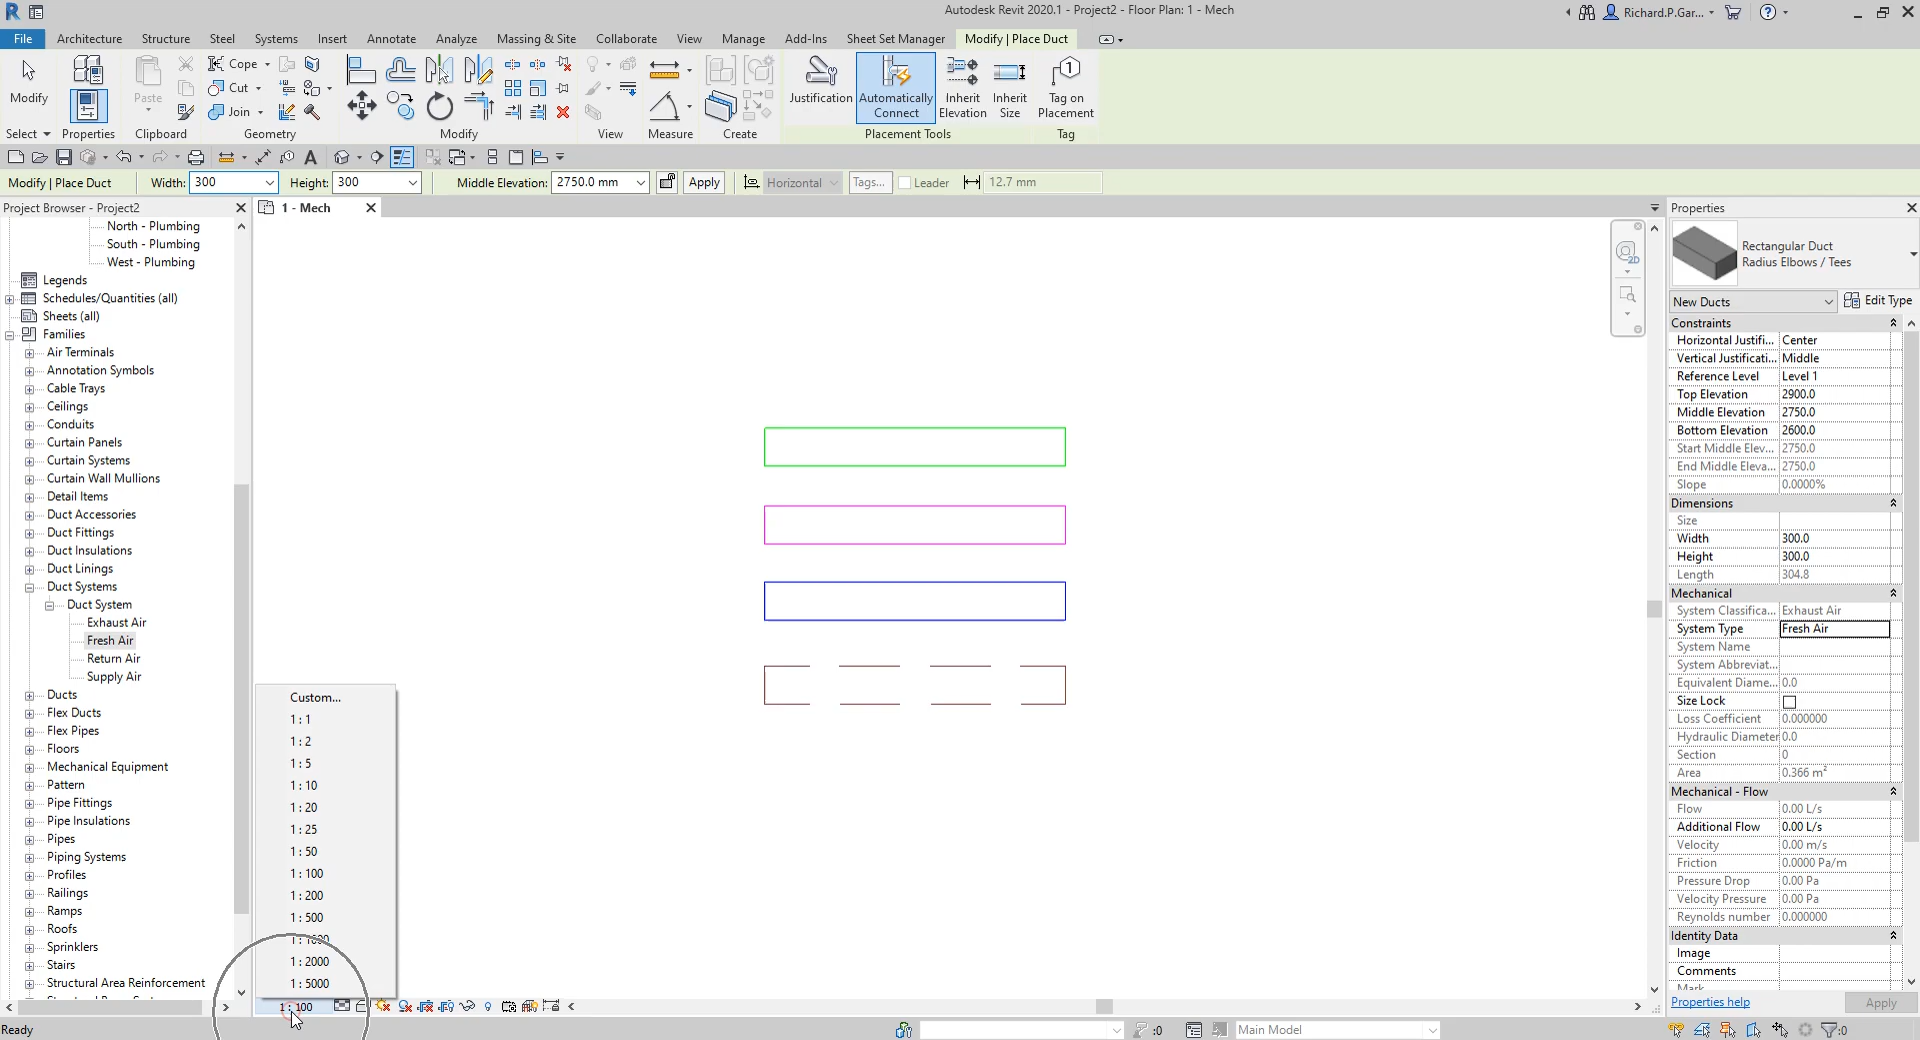 Autodesk Revit 2020.1 - Project2 - Floor Plan: 1 - Mech
Richard.P.Gar...
File Architecture Structure Steel Systems Insert Annotate Analyze Massing & Site Collaborate View Manage Add-Ins Sheet Set Manager Modify | Place Duct
Modify
Paste
Cope
Cut
Join
Justification
Automatically Connect
Inherit Elevation
Inherit Size
Tag on Placement
Select Properties Clipboard Geometry Modify View Measure Create Placement Tools Tag
Modify | Place Duct Width: 300 Height: 300 Middle Elevation: 2750.0 mm Apply Horizontal Tags... Leader 12.7 mm
Project Browser - Project2
1 - Mech
Properties
North - Plumbing
South - Plumbing
West - Plumbing
Legends
Schedules/Quantities (all)
Sheets (all)
Families
Air Terminals
Annotation Symbols
Cable Trays
Ceilings
Conduits
Curtain Panels
Curtain Systems
Curtain Wall Mullions
Detail Items
Duct Accessories
Duct Fittings
Duct Insulations
Duct Linings
Duct Systems
Duct System
Exhaust Air
Fresh Air
Return Air
Supply Air
Ducts
Flex Ducts
Flex Pipes
Floors
Mechanical Equipment
Pattern
Pipe Fittings
Pipe Insulations
Pipes
Piping Systems
Profiles
Railings
Ramps
Roofs
Sprinklers
Stairs
Structural Area Reinforcement
Custom...
1 : 1
1 : 2
1 : 5
1 : 10
1 : 20
1 : 25
1 : 50
1 : 100
1 : 200
1 : 500
1 : 1000
1 : 2000
1 : 5000
1 : 100
2D
Rectangular Duct
Radius Elbows / Tees
New Ducts Edit Type
Constraints
Horizontal Justifi... Center
Vertical Justificati... Middle
Reference Level Level 1
Top Elevation 2900.0
Middle Elevation 2750.0
Bottom Elevation 2600.0
Start Middle Elev... 2750.0
End Middle Eleva... 2750.0
Slope 0.0000%
Dimensions
Size
Width 300.0
Height 300.0
Length 304.8
Mechanical
System Classifica... Exhaust Air
System Type Fresh Air
System Name
System Abbreviat...
Equivalent Diame... 0.0
Size Lock
Loss Coefficient 0.000000
Hydraulic Diameter 0.0
Section 0
Area 0.366 m²
Mechanical - Flow
Flow 0.00 L/s
Additional Flow 0.00 L/s
Velocity 0.00 m/s
Friction 0.0000 Pa/m
Pressure Drop 0.00 Pa
Velocity Pressure 0.00 Pa
Reynolds number 0.000000
Identity Data
Image
Comments
Mark
Properties help Apply
Ready :0 Main Model :0